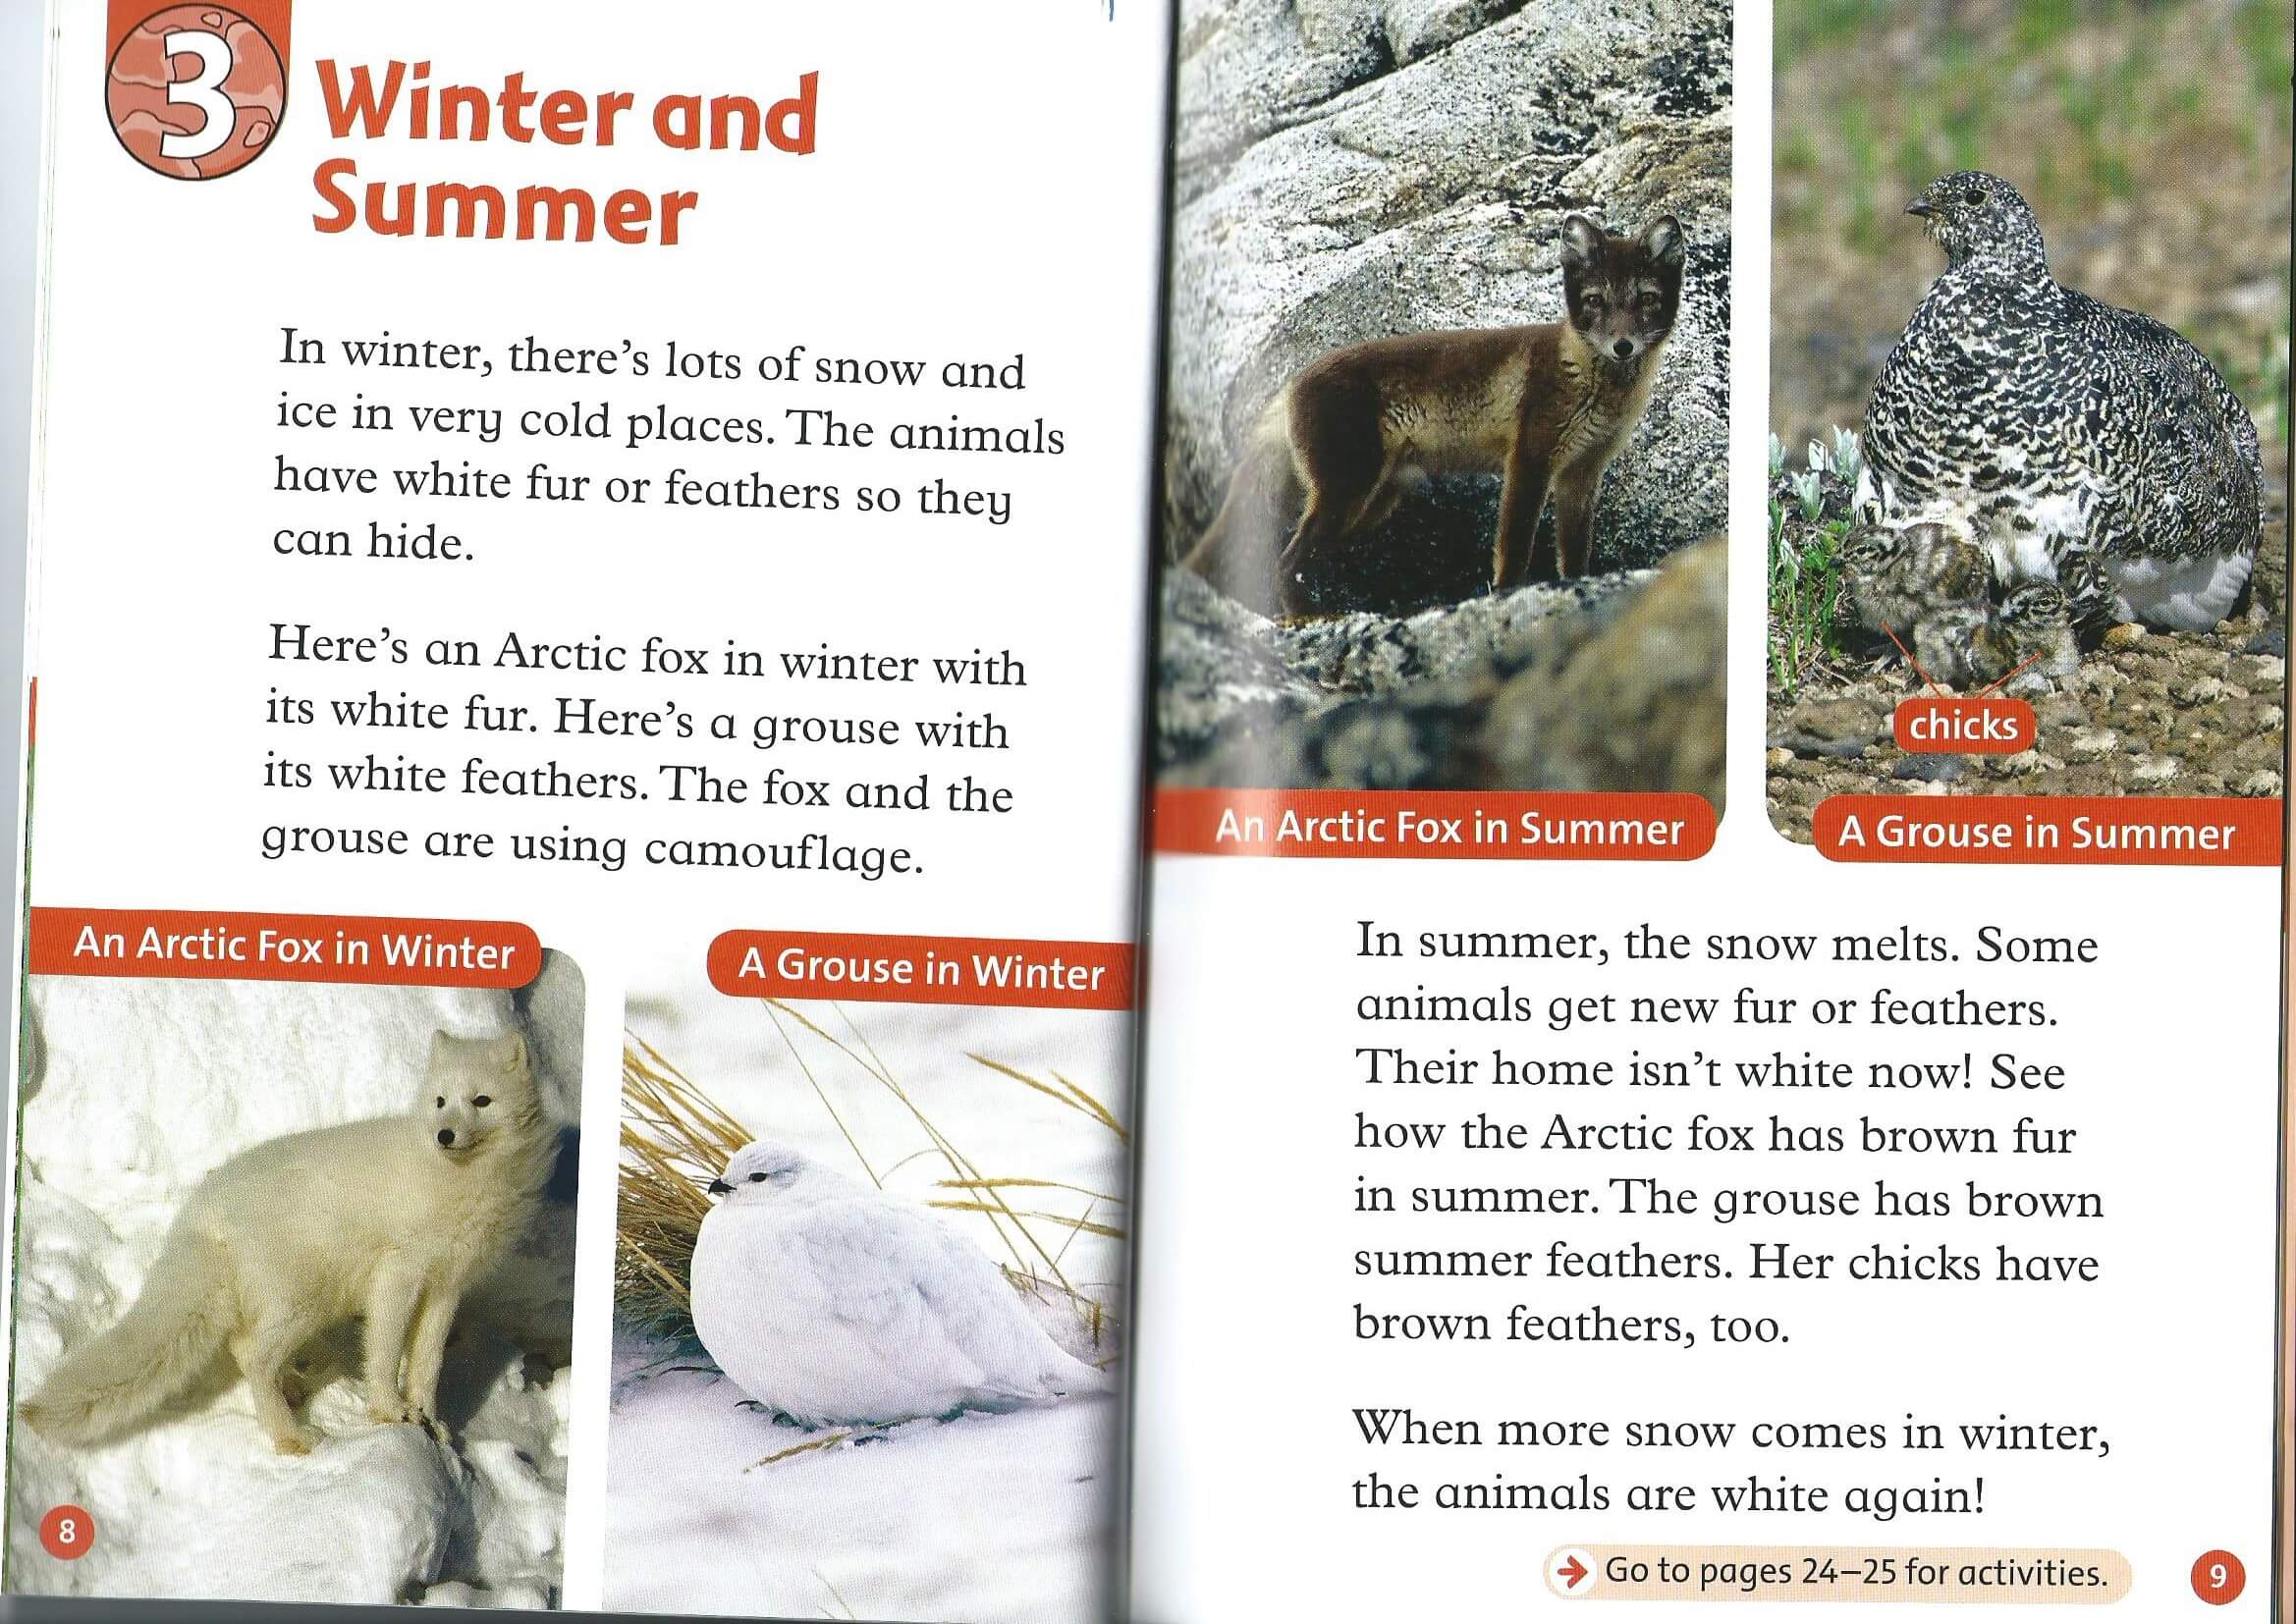 3
Winter and
Summer
In winter, there's lots of snow and
ice in very cold places. The animals
have white fur or feathers so they
can hide.
Here's an Arctic fox in winter with
its white fur. Here's a grouse with
its white feathers. The fox and the
grouse are using camouflage.
An Arctic Fox in Winter
A Grouse in Winter
8
chicks
An Arctic Fox in Summer
A Grouse in Summer
In summer, the snow melts. Some
animals get new fur or feathers.
Their home isn't white now! See
how the Arctic fox has brown fur
in summer. The grouse has brown
summer feathers. Her chicks have
brown feathers, too.
When more snow comes in winter,
the animals are white again!
Go to pages 24–25 for activities.
9